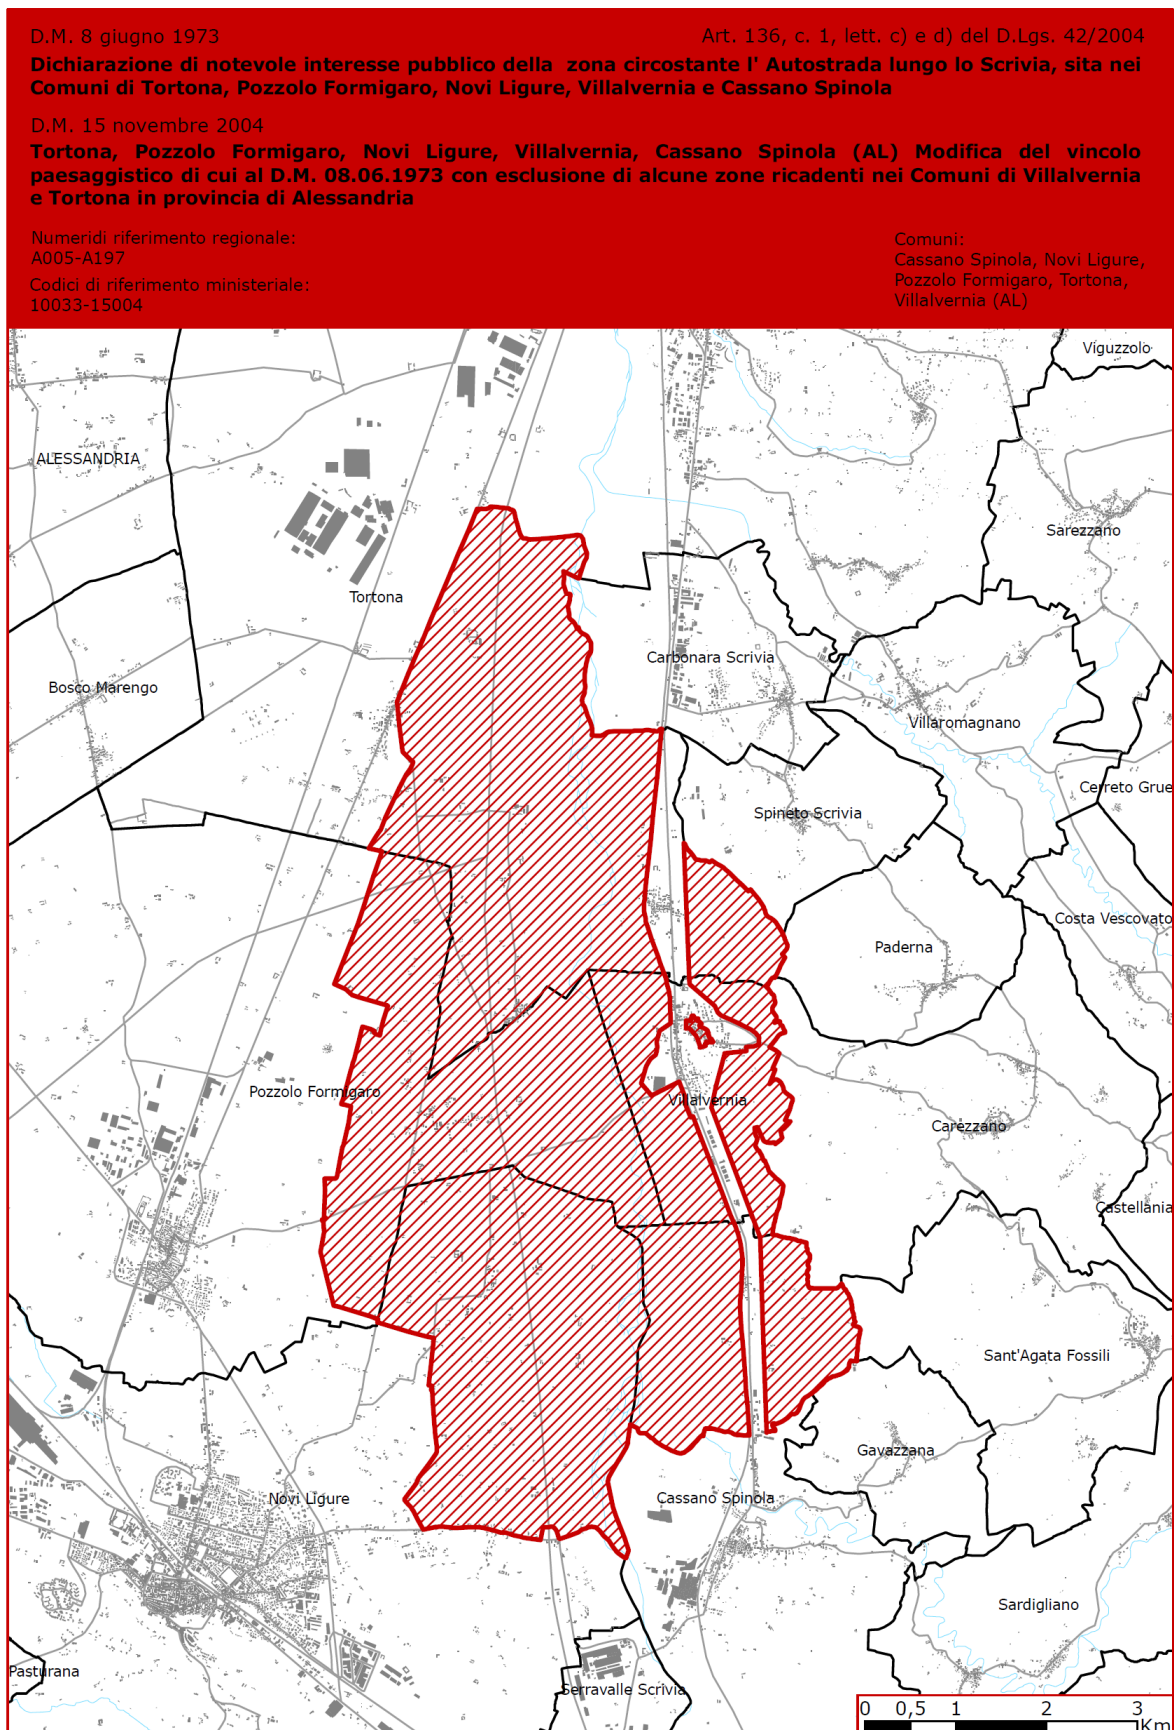 D.M. 8 giugno 1973
Art. 136, c. 1, lett. c) e d) del D.Lgs. 42/2004
Dichiarazione di notevole interesse pubblico della zona circostante l' Autostrada lungo lo Scrivia, sita nei
Comuni di Tortona, Pozzolo Formigaro, Novi Ligure, Villalvernia e Cassano Spinola
D.M. 15 novembre 2004
Tortona, Pozzolo Formigaro, Novi Ligure, Villalvernia, Cassano Spinola (AL) Modifica del vincolo
paesaggistico di cui al D.M. 08.06.1973 con esclusione di alcune zone ricadenti nei Comuni di Villalvernia
e Tortona in provincia di Alessandria
Numeridi riferimento regionale:
A005-A197
Codici di riferimento ministeriale:
10033-15004
Comuni:
Cassano Spinola, Novi Ligure,
Pozzolo Formigaro, Tortona,
Villalvernia (AL)
Viguzzolo
ALESSANDRIA
Sarezzano
Tortona
Carbonara Scrivia
Bosco Marengo
Villaromagnano
Cerreto Grue
Spineto Scrivia
Costa Vescovato
Paderna
Pozzolo Formigaro
Villalvernia
Carezzano
Castellania
Sant'Agata Fossili
Gavazzana
Novi Ligure
Cassano Spinola
Sardigliano
Pasturana
Serravalle Scrivia
0 0,5 1 2 3
Km